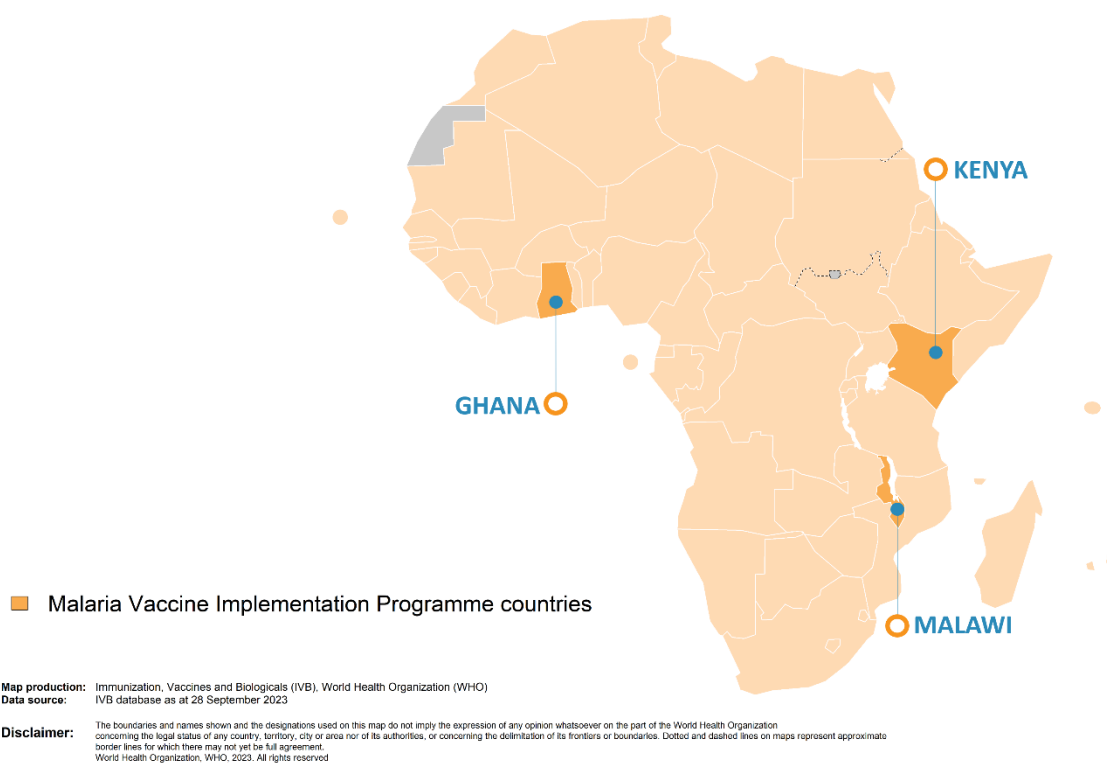 KENYA
GHANA
Malaria Vaccine Implementation Programme countries
MALAWI
Map production: Immunization, Vaccines and Biologicals (IVB), World Health Organization (WHO)
Data source: IVB database as at 28 September 2023
Disclaimer: The boundaries and names shown and the designations used on this map do not imply the expression of any opinion whatsoever on the part of the World Health Organization
concerning the legal status of any country, territory, city or area nor of its authorities, or concerning the delimitation of its frontiers or boundaries. Dotted and dashed lines on maps represent approximate
border lines for which there may not yet be full agreement.
World Health Organization, WHO, 2023. All rights reserved